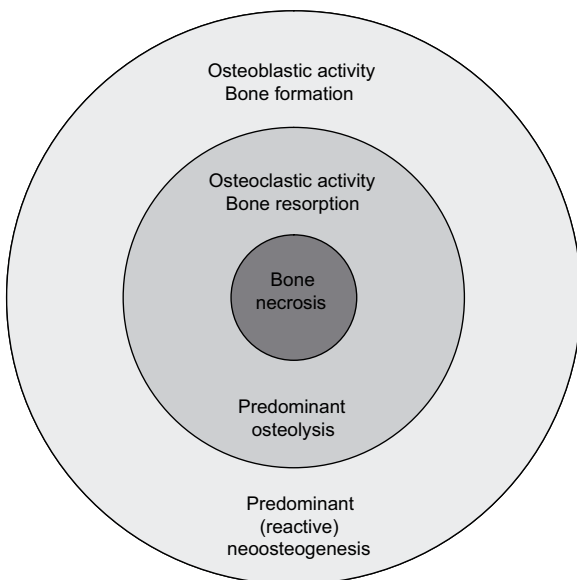 Osteoblastic activity
Bone formation
Osteoclastic activity
Bone resorption
Bone
necrosis
Predominant
osteolysis
Predominant
(reactive)
neoosteogenesis